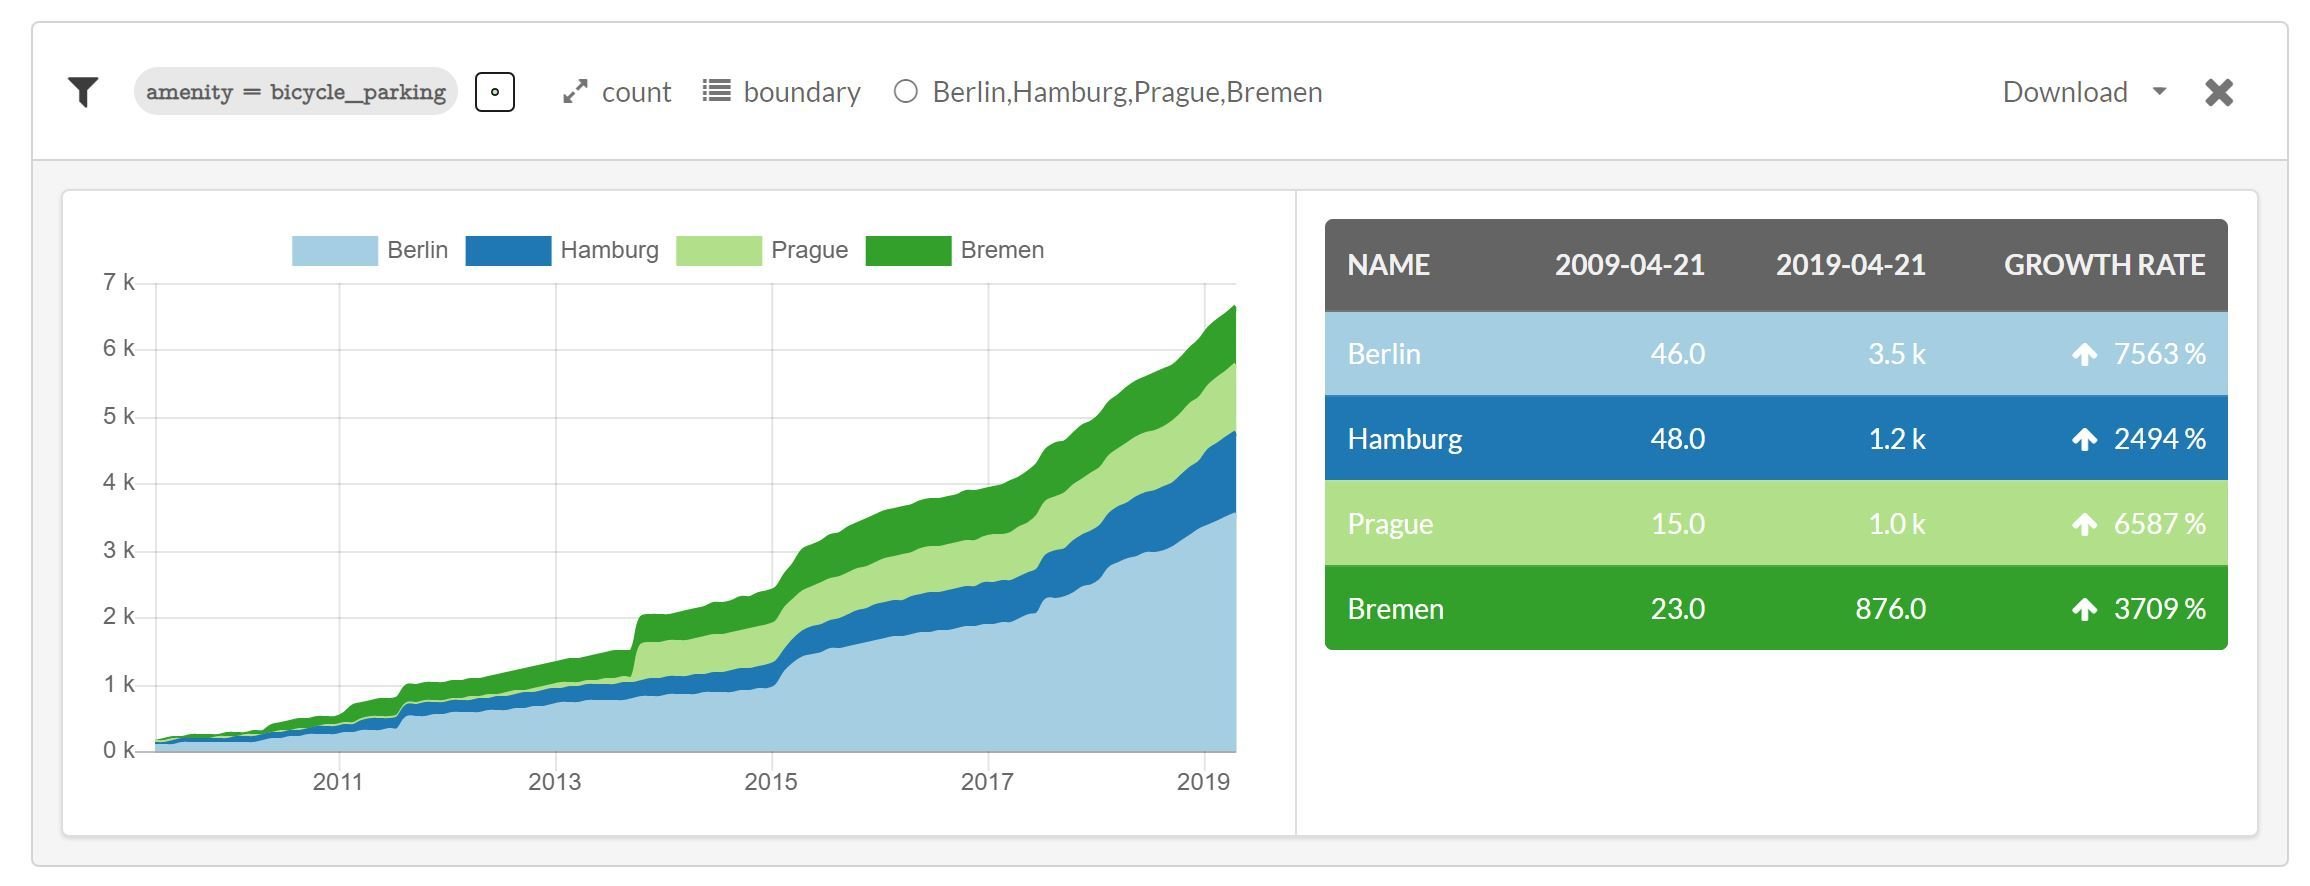 amenity = bicycle_parking count boundary Berlin,Hamburg,Prague,Bremen Download
Berlin Hamburg Prague Bremen
7 k
6 k
5 k
4 k
3 k
2 k
1 k
0 k
2011 2013 2015 2017 2019
NAME 2009-04-21 2019-04-21 GROWTH RATE
Berlin 46.0 3.5 k 7563 %
Hamburg 48.0 1.2 k 2494 %
Prague 15.0 1.0 k 6587 %
Bremen 23.0 876.0 3709 %